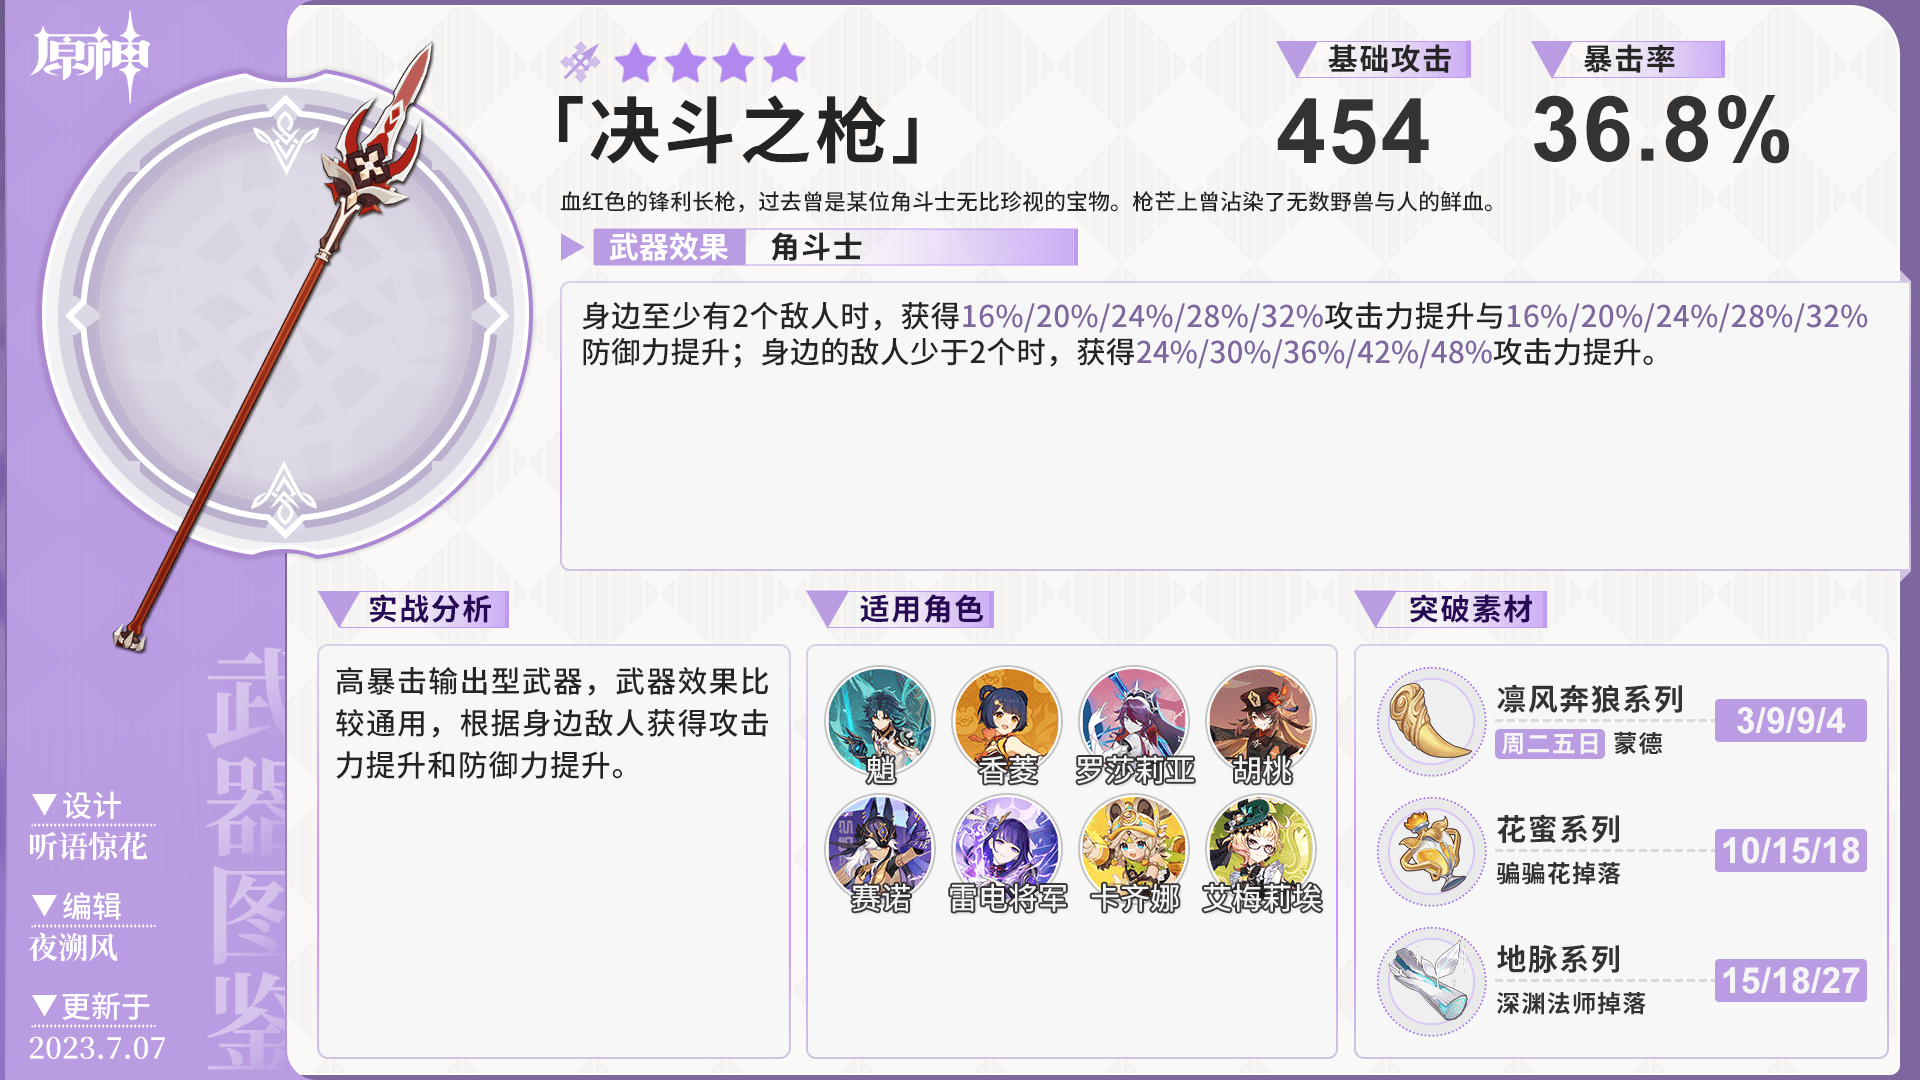 原神
「决斗之枪」
基础攻击
454
暴击率
36.8%
血红色的锋利长枪，过去曾是某位角斗士无比珍视的宝物。枪芒上曾沾染了无数野兽与人的鲜血。
武器效果
角斗士
身边至少有2个敌人时，获得16%/20%/24%/28%/32%攻击力提升与16%/20%/24%/28%/32%
防御力提升；身边的敌人少于2个时，获得24%/30%/36%/42%/48%攻击力提升。
实战分析
高暴击输出型武器，武器效果比
较通用，根据身边敌人获得攻击
力提升和防御力提升。
适用角色
魈
香菱
罗莎莉亚
胡桃
赛诺
雷电将军
卡齐娜
艾梅莉埃
突破素材
凛风奔狼系列
周二五日 蒙德
3/9/9/4
花蜜系列
骗骗花掉落
10/15/18
地脉系列
深渊法师掉落
15/18/27
武器图鉴
设计
听语惊花
编辑
夜溯风
更新于
2023.7.07